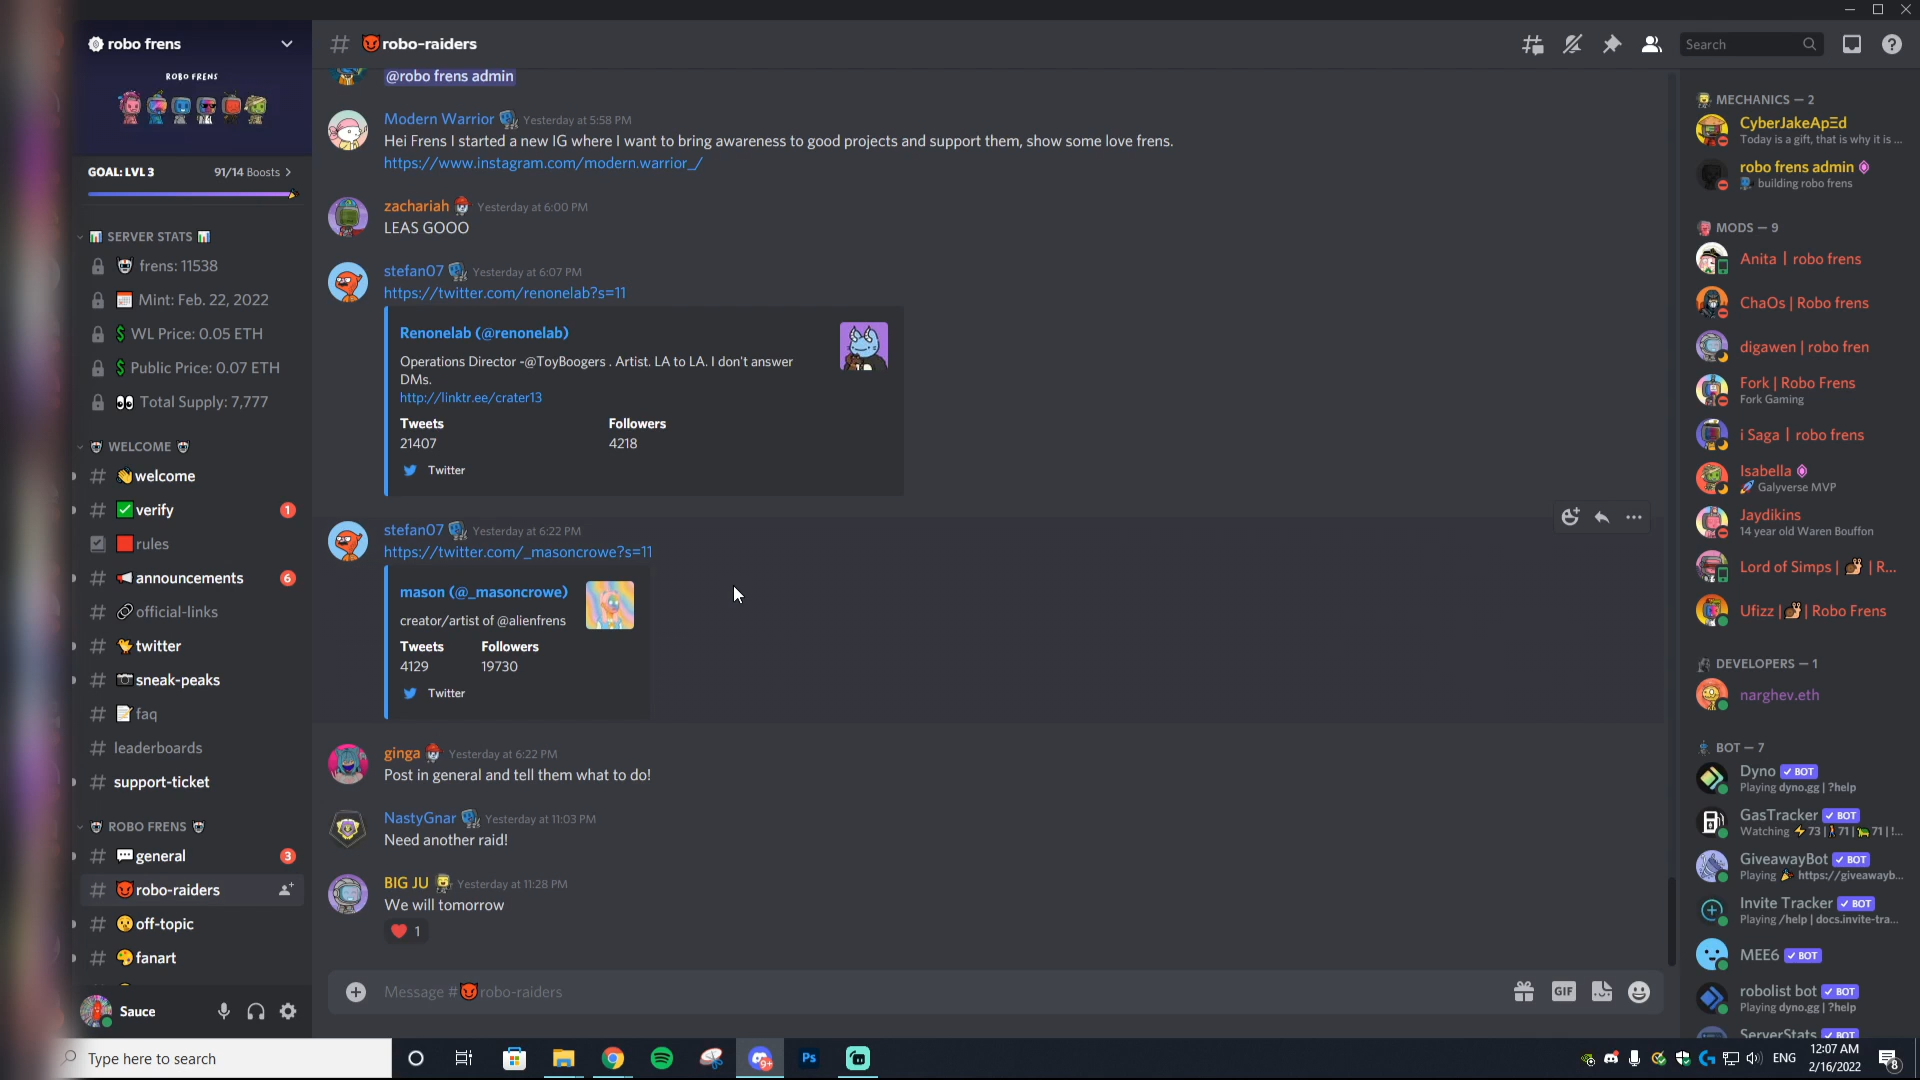 robo frens
ROBO FRENS
GOAL: LVL 3 91/14 Boosts
SERVER STATS
frens: 11538
Mint: Feb. 22, 2022
WL Price: 0.05 ETH
Public Price: 0.07 ETH
Total Supply: 7,777
WELCOME
welcome
verify 1
rules
announcements 6
official-links
twitter
sneak-peaks
faq
leaderboards
support-ticket
ROBO FRENS
general 3
robo-raiders
off-topic
fanart
Sauce
# robo-raiders
Search
@robo frens admin
Modern Warrior Yesterday at 5:58 PM
Hei Frens I started a new IG where I want to bring awareness to good projects and support them, show some love frens.
https://www.instagram.com/modern.warrior_/
zachariah Yesterday at 6:00 PM
LEAS GOOO
stefan07 Yesterday at 6:07 PM
https://twitter.com/renonelab?s=11
Renonelab (@renonelab)
Operations Director -@ToyBoogers . Artist. LA to LA. I don't answer
DMs.
http://linktr.ee/crater13
Tweets Followers
21407 4218
Twitter
stefan07 Yesterday at 6:22 PM
https://twitter.com/_masoncrowe?s=11
mason (@_masoncrowe)
creator/artist of @alienfrens
Tweets Followers
4129 19730
Twitter
ginga Yesterday at 6:22 PM
Post in general and tell them what to do!
NastyGnar Yesterday at 11:03 PM
Need another raid!
BIG JU Yesterday at 11:28 PM
We will tomorrow
1
Message # robo-raiders
GIF
MECHANICS — 2
CyberJakeApΞd
Today is a gift, that is why it is ...
robo frens admin
building robo frens
MODS — 9
Anita | robo frens
ChaOs | Robo frens
digawen | robo fren
Fork | Robo Frens
Fork Gaming
i Saga | robo frens
Isabella
Galyverse MVP
Jaydikins
14 year old Waren Bouffon
Lord of Simps | | R...
Ufizz | | Robo Frens
DEVELOPERS — 1
narghev.eth
BOT — 7
Dyno ✓ BOT
Playing dyno.gg | ?help
GasTracker ✓ BOT
Watching ⚡ 73 | 71 | 71 | !...
GiveawayBot ✓ BOT
Playing https://giveawayb...
Invite Tracker ✓ BOT
Playing /help | docs.invite-tra...
MEE6 ✓ BOT
robolist bot ✓ BOT
Playing dyno.gg | ?help
ServerStats ✓ BOT
Type here to search
9+
Ps
ENG
12:07 AM
2/16/2022
8